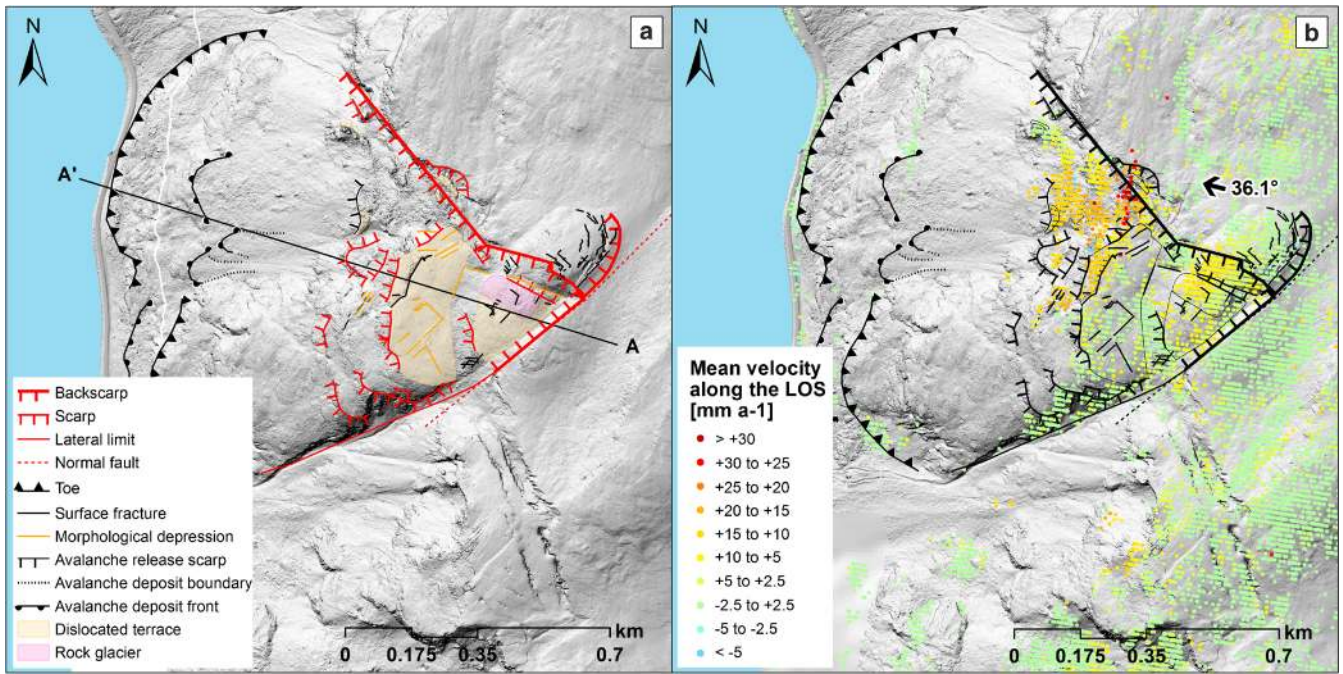 N
a
A'
A
Backscarp
Scarp
Lateral limit
Normal fault
Toe
Surface fracture
Morphological depression
Avalanche release scarp
Avalanche deposit boundary
Avalanche deposit front
Dislocated terrace
Rock glacier
km
0 0.175 0.35 0.7
N
b
36.1°
Mean velocity
along the LOS
[mm a-1]
> +30
+30 to +25
+25 to +20
+20 to +15
+15 to +10
+10 to +5
+5 to +2.5
-2.5 to +2.5
-5 to -2.5
< -5
km
0 0.175 0.35 0.7